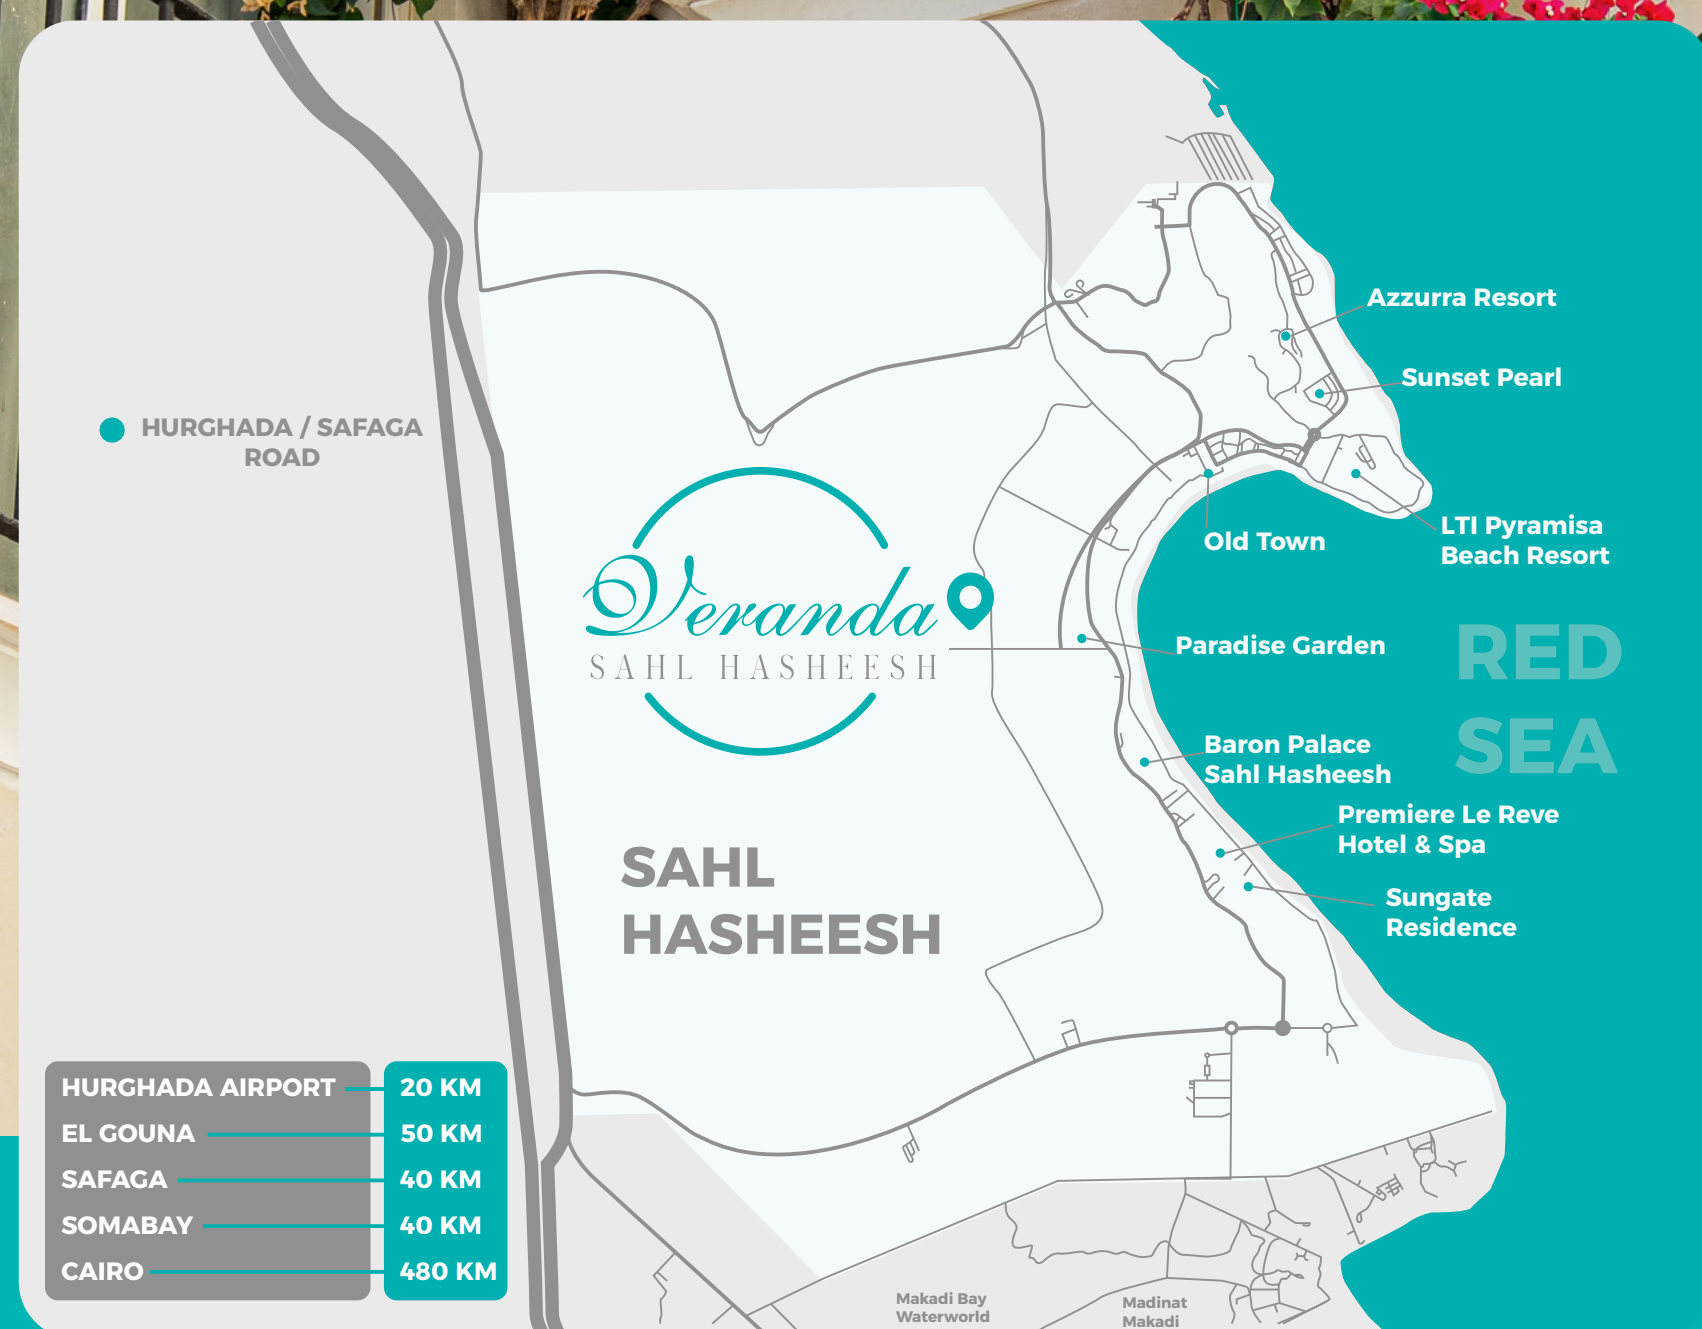 Azzurra Resort
Sunset Pearl
HURGHADA / SAFAGA
ROAD
LTI Pyramisa
Beach Resort
Old Town
Veranda
SAHL HASHEESH
Paradise Garden
RED
SEA
Baron Palace
Sahl Hasheesh
Premiere Le Reve
Hotel & Spa
SAHL
HASHEESH
Sungate
Residence
HURGHADA AIRPORT 20 KM
EL GOUNA 50 KM
SAFAGA 40 KM
SOMABAY 40 KM
CAIRO 480 KM
Makadi Bay
Waterworld
Madinat
Makadi